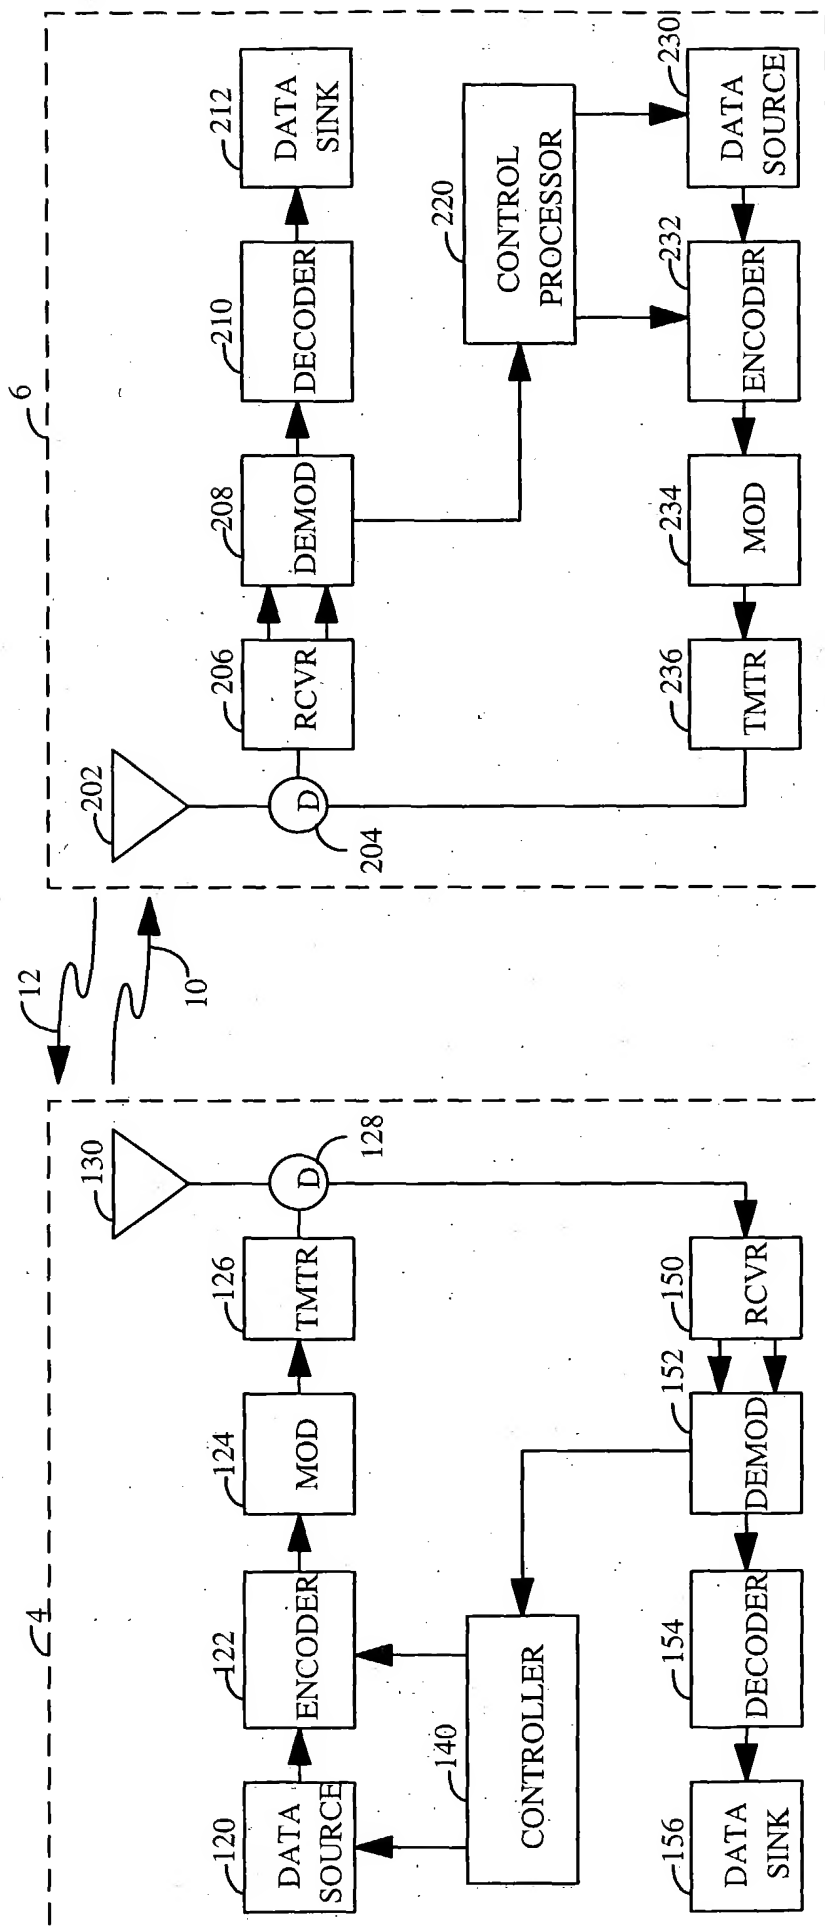 4
120
DATA
SOURCE
122
ENCODER
124
MOD
126
TMTR
128
D
130
140
CONTROLLER
150
RCVR
152
DEMOD
154
DECODER
156
DATA
SINK
12
10
6
202
204
D
206
RCVR
208
DEMOD
210
DECODER
212
DATA
SINK
220
CONTROL
PROCESSOR
230
DATA
SOURCE
232
ENCODER
234
MOD
236
TMTR